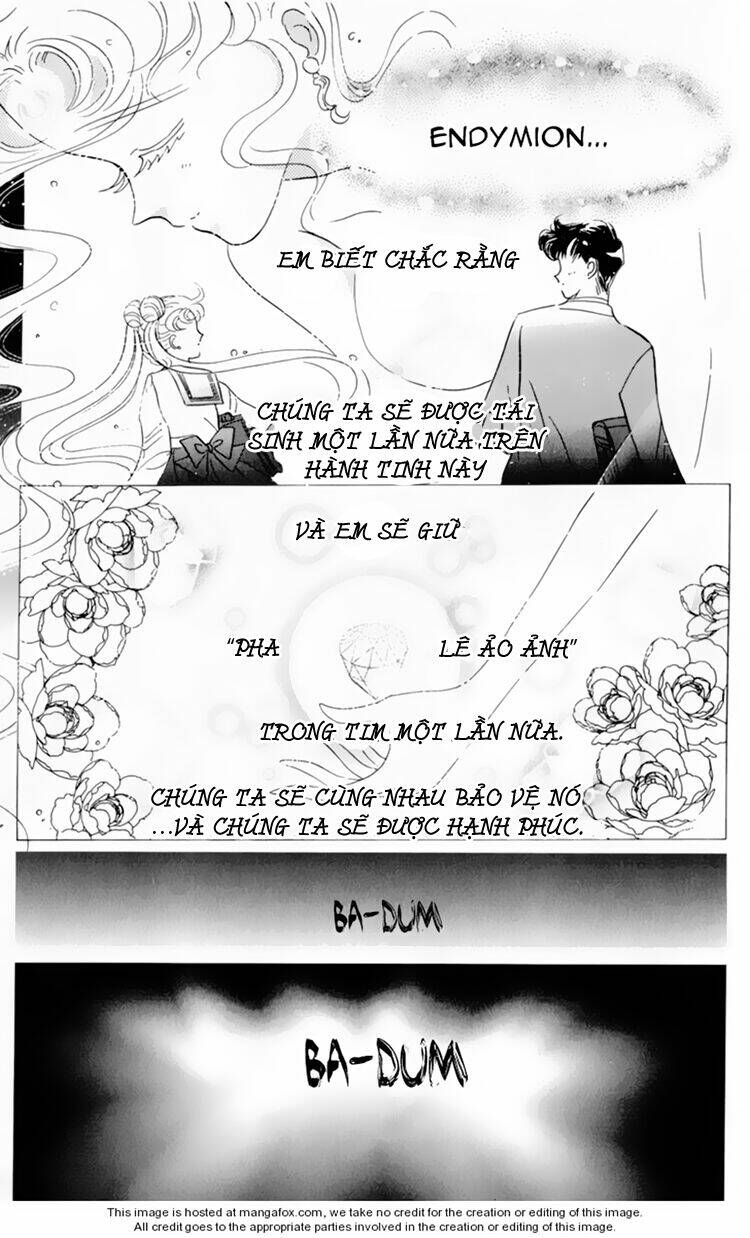 ENDYMION...
EM BIẾT CHẮC RẰNG
CHÚNG TA SẼ ĐƯỢC TÁI
SINH MỘT LẦN NỮA TRÊN
HÀNH TINH NÀY
VÀ EM SẼ GIỮ
"PHA LÊ ẢO ẢNH"
TRONG TIM MỘT LẦN NỮA.
CHÚNG TA SẼ CÙNG NHAU BẢO VỆ NÓ.
...VÀ CHÚNG TA SẼ ĐƯỢC HẠNH PHÚC.
BA-DUM
BA-DUM
This image is hosted at mangafox.com, we take no credit for the creation or editing of this image.
All credit goes to the appropriate parties involved in the creation or editing of this image.